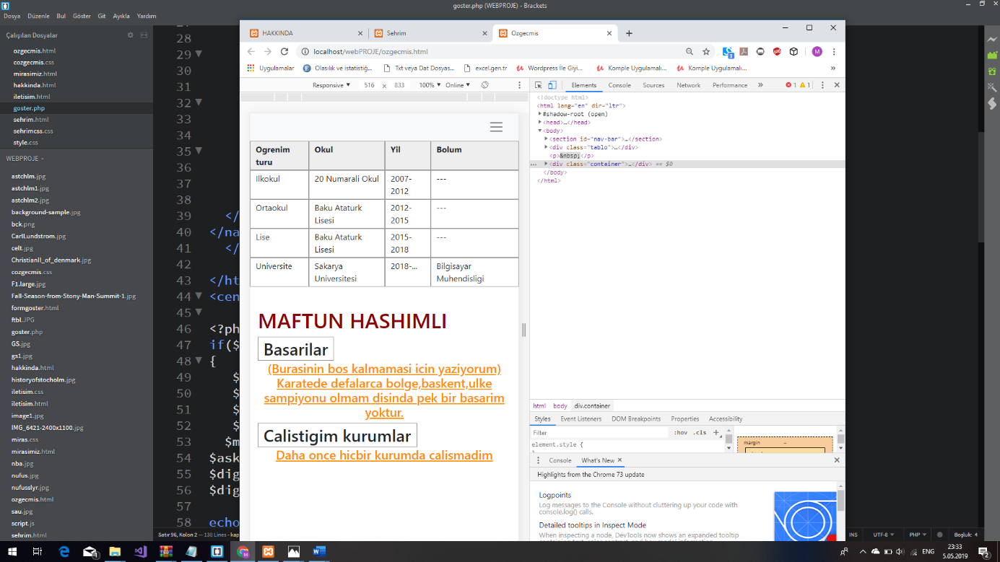 goster.php (WEBPROJE) - Brackets
Dosya Düzenle Bul Göster Git Ayıkla Yardım
Çalışılan Dosyalar
ozgecmis.html
cozgecmis.css
mirasimiz.html
hakkinda.html
iletisim.html
goster.php
sehrim.html
sehrimcss.css
style.css
WEBPROJE
astchlm.jpg
astchlm1.jpg
astchlm2.jpg
background-sample.jpg
bck.png
CarlLundstrom.jpg
celt.jpg
ChristianII_of_denmark.jpg
cozgecmis.css
F1.large.jpg
Fall-Season-from-Stony-Man-Summit-1.jpg
formgoster.html
ftbl.JPG
goster.php
GS.jpg
gs1.jpg
hakkinda.html
historyofstocholm.jpg
iletisim.css
iletisim.html
image1.jpg
IMG_6421-2400x1100.jpg
miras.css
mirasimiz.html
nba.jpg
nufus.jpg
nufusslyr.jpg
ozgecmis.html
sau.jpg
script.js
sehrim.html
28
29
30
31
32
33
34
35
36
37
38
39 </
40 </na
41 </
42
43 </ht
44 <cen
45
46 <?ph
47 if($
48 {
49 $
50 $
51 $
52 $
53 $m
54 $ask
55 $dig
56 $dig
57
58 echo
Satır 96, Kolon 2 — 138 Lines - kap
INS UTF-8 PHP Boşluk: 4
HAKKINDA Sehrim Ozgecmis
localhost/webPROJE/ozgecmis.html
3 M
Uygulamalar Olasılık ve istatistiğ... Txt veya Dat Dosyas... excel.gen.tr Wordpress İle Giyi... Komple Uygulamalı... Komple Uygulamalı... »
Responsive 516 x 833 100% Online
Ogrenim turu Okul Yil Bolum
Ilkokul 20 Numarali Okul 2007-2012 ---
Ortaokul Baku Ataturk Lisesi 2012-2015 ---
Lise Baku Ataturk Lisesi 2015-2018 ---
Universite Sakarya Universitesi 2018-... Bilgisayar Muhendisligi
MAFTUN HASHIMLI
Basarilar
(Burasinin bos kalmamasi icin yaziyorum)
Karatede defalarca bolge,baskent,ulke
sampiyonu olmam disinda pek bir basarim
yoktur.
Calistigim kurumlar
Daha once hicbir kurumda calismadim
Elements Console Sources Network Performance » 1 1
<!doctype html>
<html lang="en" dir="ltr">
#shadow-root (open)
<head>…</head>
<body>
<section id="nav-bar">…</section>
<div class="tablo">…</div>
<p>&nbsp;</p>
<div class="container">…</div> == $0
</body>
</html>
html body div.container
Styles Event Listeners DOM Breakpoints Properties Accessibility
Filter :hov .cls +
element.style {
margin –
Console What's New
Highlights from the Chrome 73 update
Logpoints
Log messages to the Console without cluttering up your code with
console.log() calls.
Detailed tooltips in Inspect Mode
When inspecting a node, DevTools now shows an expanded tooltip
ENG
23:33
5.05.2019
2